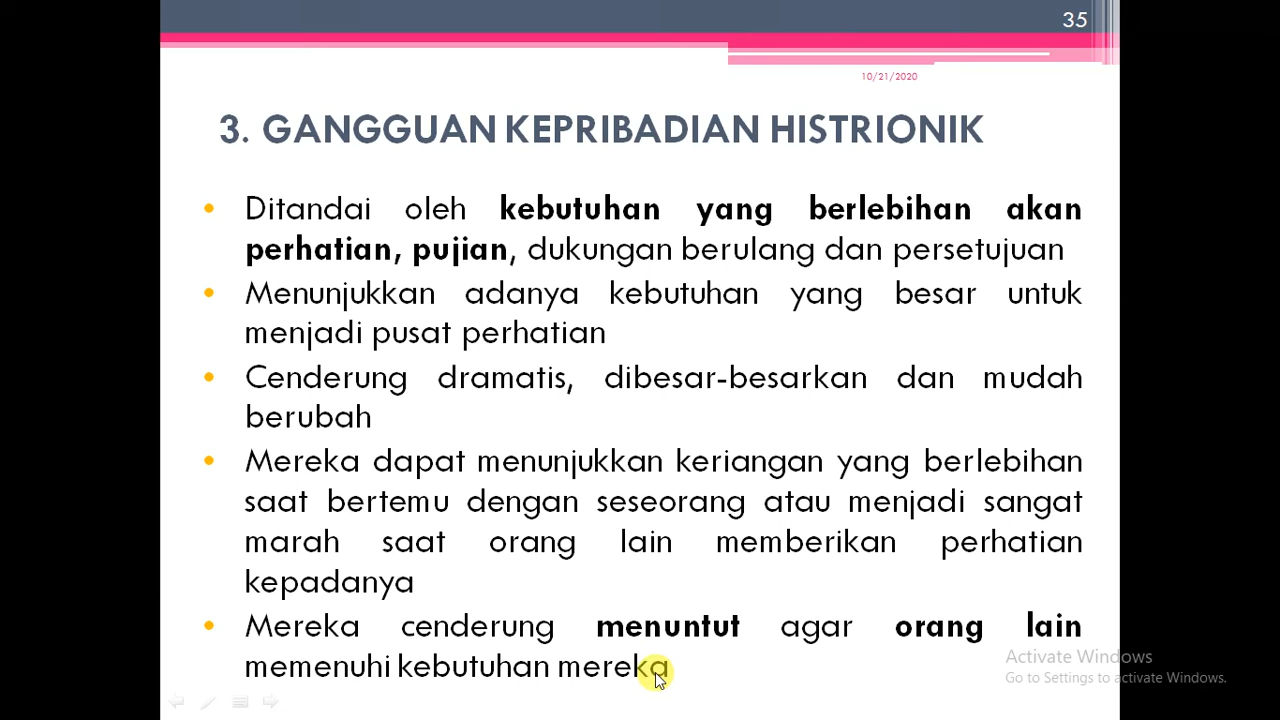 35
10/21/2020
3. GANGGUAN KEPRIBADIAN HISTRIONIK
• Ditandai oleh kebutuhan yang berlebihan akan
perhatian, pujian, dukungan berulang dan persetujuan
• Menunjukkan adanya kebutuhan yang besar untuk
menjadi pusat perhatian
• Cenderung dramatis, dibesar-besarkan dan mudah
berubah
• Mereka dapat menunjukkan keriangan yang berlebihan
saat bertemu dengan seseorang atau menjadi sangat
marah saat orang lain memberikan perhatian
kepadanya
• Mereka cenderung menuntut agar orang lain
memenuhi kebutuhan mereka
Activate Windows
Go to Settings to activate Windows.